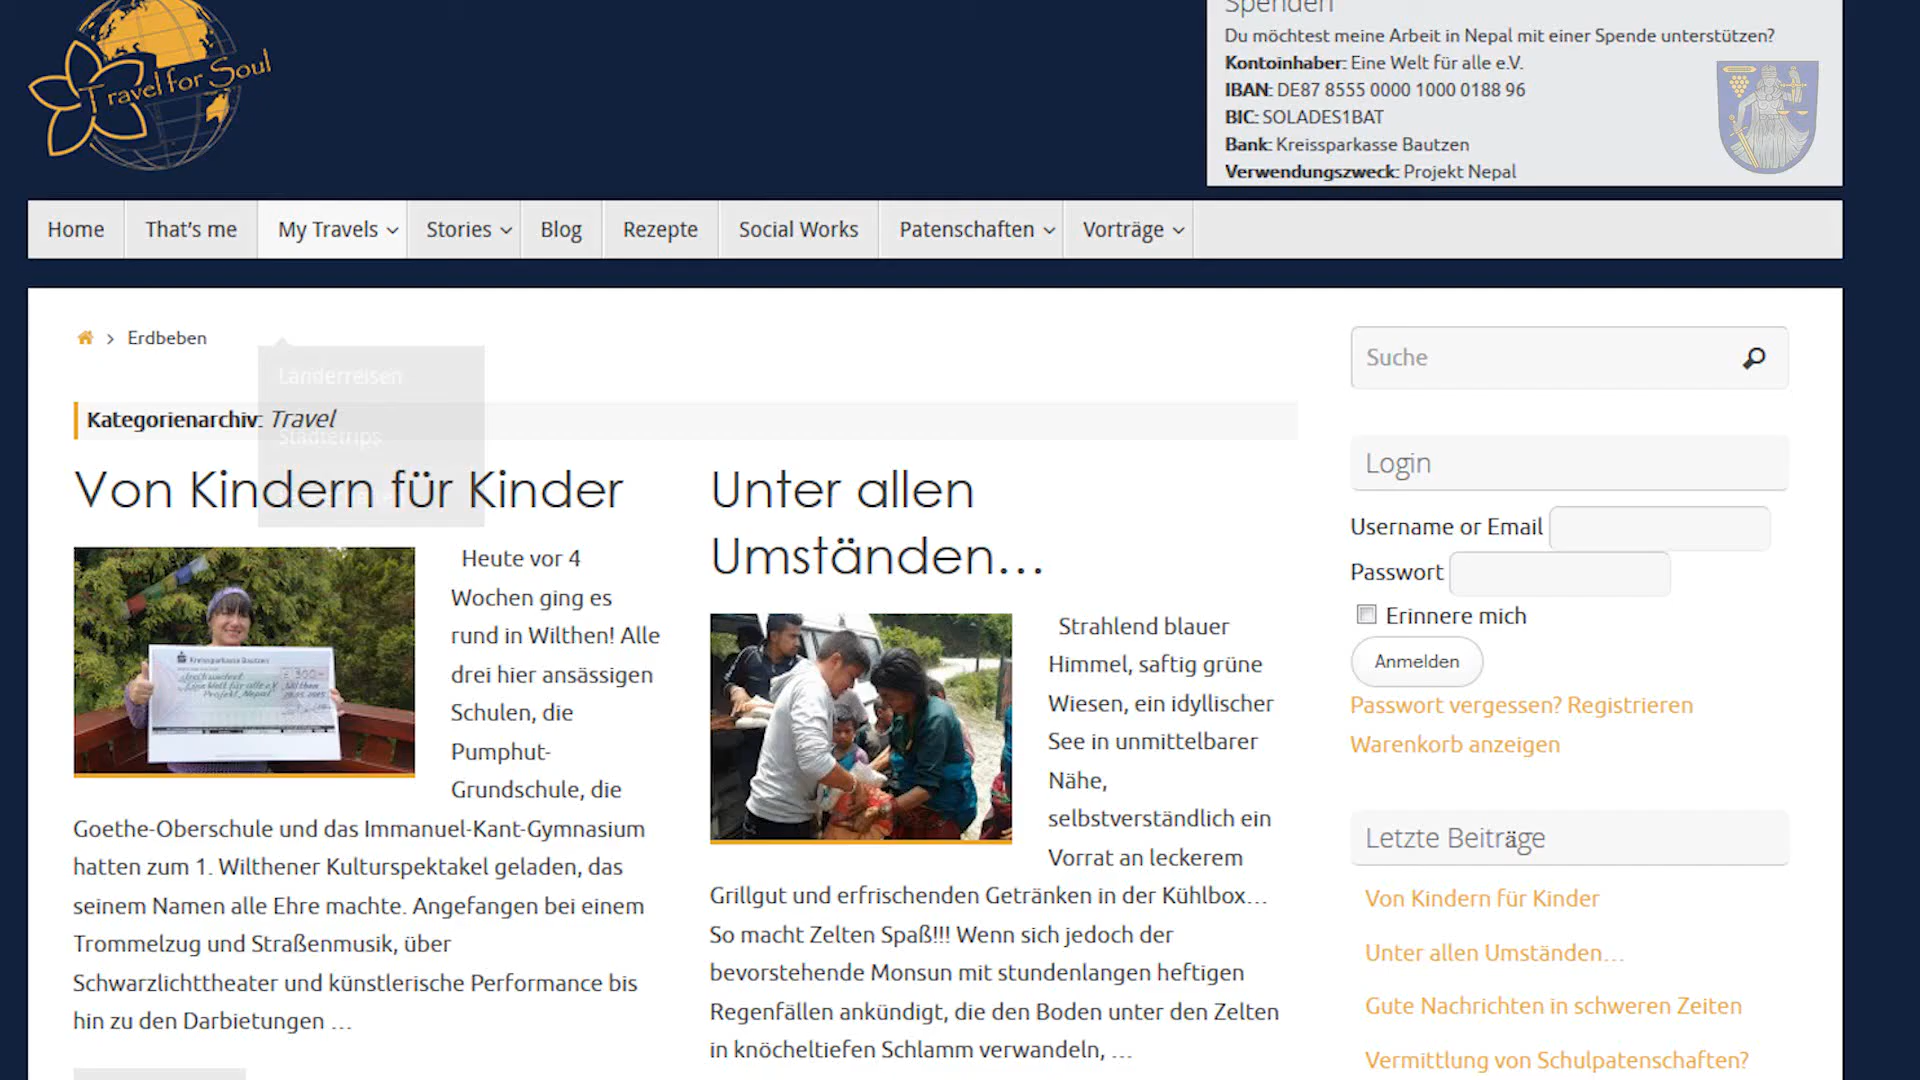 Travel for Soul
Spenden
Du möchtest meine Arbeit in Nepal mit einer Spende unterstützen?
Kontoinhaber: Eine Welt für alle e.V.
IBAN: DE87 8555 0000 1000 0188 96
BIC: SOLADES1BAT
Bank: Kreissparkasse Bautzen
Verwendungszweck: Projekt Nepal
Home That's me My Travels Stories Blog Rezepte Social Works Patenschaften Vorträge
Erdbeben
Länderreisen
Kategorienarchiv: Travel
Städtetrips
Von Kindern für Kinder
Kreissparkasse Bautzen
Heute vor 4
Wochen ging es
rund in Wilthen! Alle
drei hier ansässigen
Schulen, die
Pumphut-
Grundschule, die
Goethe-Oberschule und das Immanuel-Kant-Gymnasium
hatten zum 1. Wilthener Kulturspektakel geladen, das
seinem Namen alle Ehre machte. Angefangen bei einem
Trommelzug und Straßenmusik, über
Schwarzlichttheater und künstlerische Performance bis
hin zu den Darbietungen …
Unter allen
Umständen…
Strahlend blauer
Himmel, saftig grüne
Wiesen, ein idyllischer
See in unmittelbarer
Nähe,
selbstverständlich ein
Vorrat an leckerem
Grillgut und erfrischenden Getränken in der Kühlbox…
So macht Zelten Spaß!!! Wenn sich jedoch der
bevorstehende Monsun mit stundenlangen heftigen
Regenfällen ankündigt, die den Boden unter den Zelten
in knöcheltiefen Schlamm verwandeln, …
Suche
Login
Username or Email
Passwort
Erinnere mich
Anmelden
Passwort vergessen? Registrieren
Warenkorb anzeigen
Letzte Beiträge
Von Kindern für Kinder
Unter allen Umständen…
Gute Nachrichten in schweren Zeiten
Vermittlung von Schulpatenschaften?